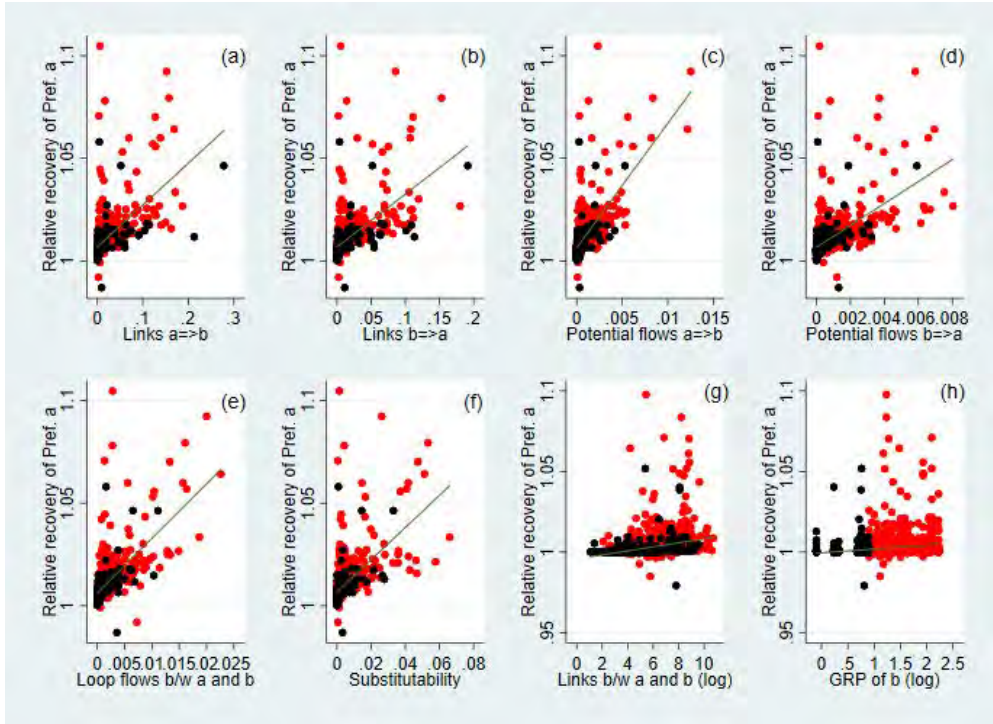 (a)
Relative recovery of Pref. a
1.1
1.05
1
0 .1 .2 .3
Links a=>b
(b)
Relative recovery of Pref. a
1.1
1.05
1
0 .05 .1 .15 .2
Links b=>a
(c)
Relative recovery of Pref. a
1.1
1.05
1
0 .005 .01 .015
Potential flows a=>b
(d)
Relative recovery of Pref. a
1.1
1.05
1
0 .002.004.006.008
Potential flows b=>a
(e)
Relative recovery of Pref. a
1.1
1.05
1
0 .005.01.015.02.025
Loop flows b/w a and b
(f)
Relative recovery of Pref. a
1.1
1.05
1
0 .02 .04 .06 .08
Substitutability
(g)
Relative recovery of Pref. a
1.1
1.05
1
.95
0 2 4 6 8 10
Links b/w a and b (log)
(h)
Relative recovery of Pref. a
1.1
1.05
1
.95
0 .5 1 1.5 2 2.5
GRP of b (log)